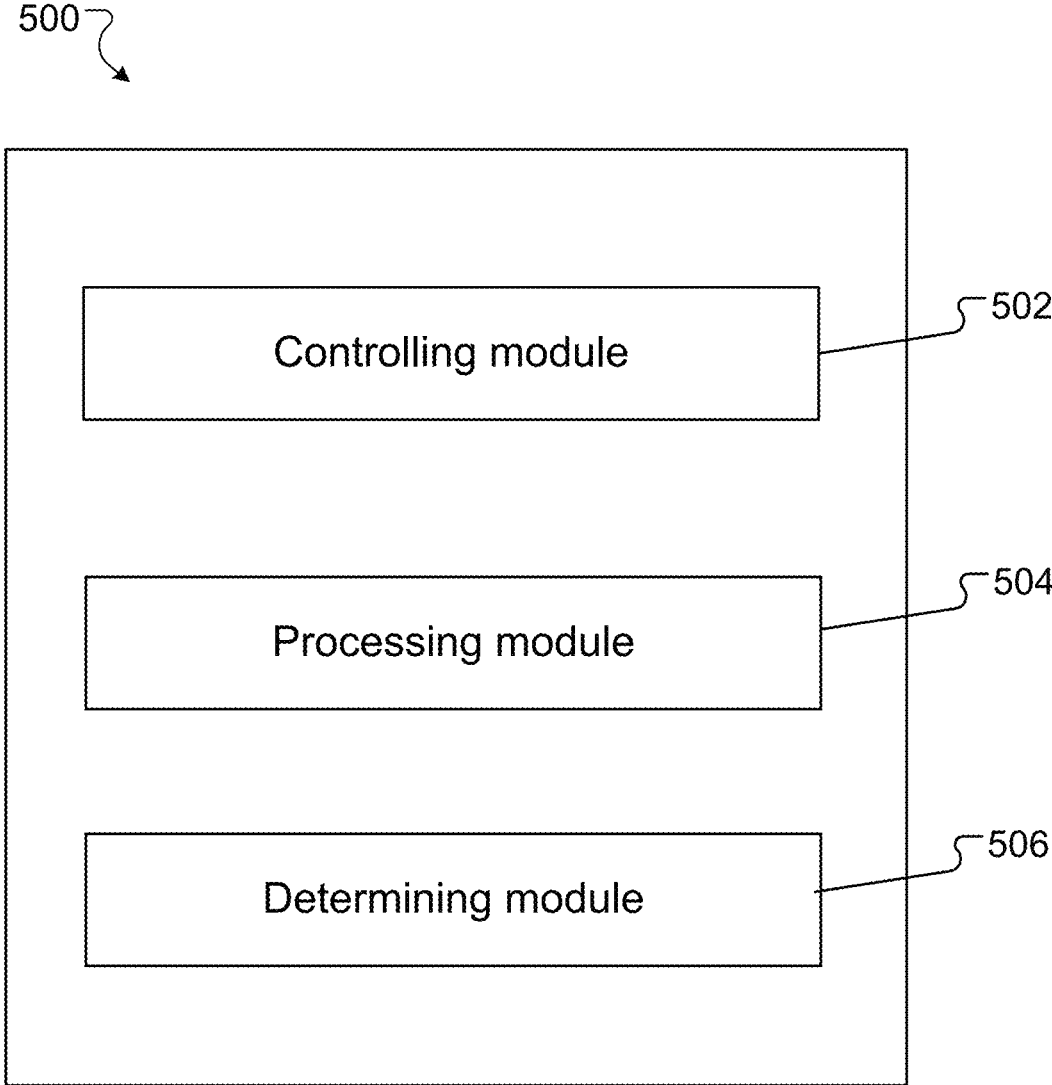 500
502
Controlling module
504
Processing module
506
Determining module